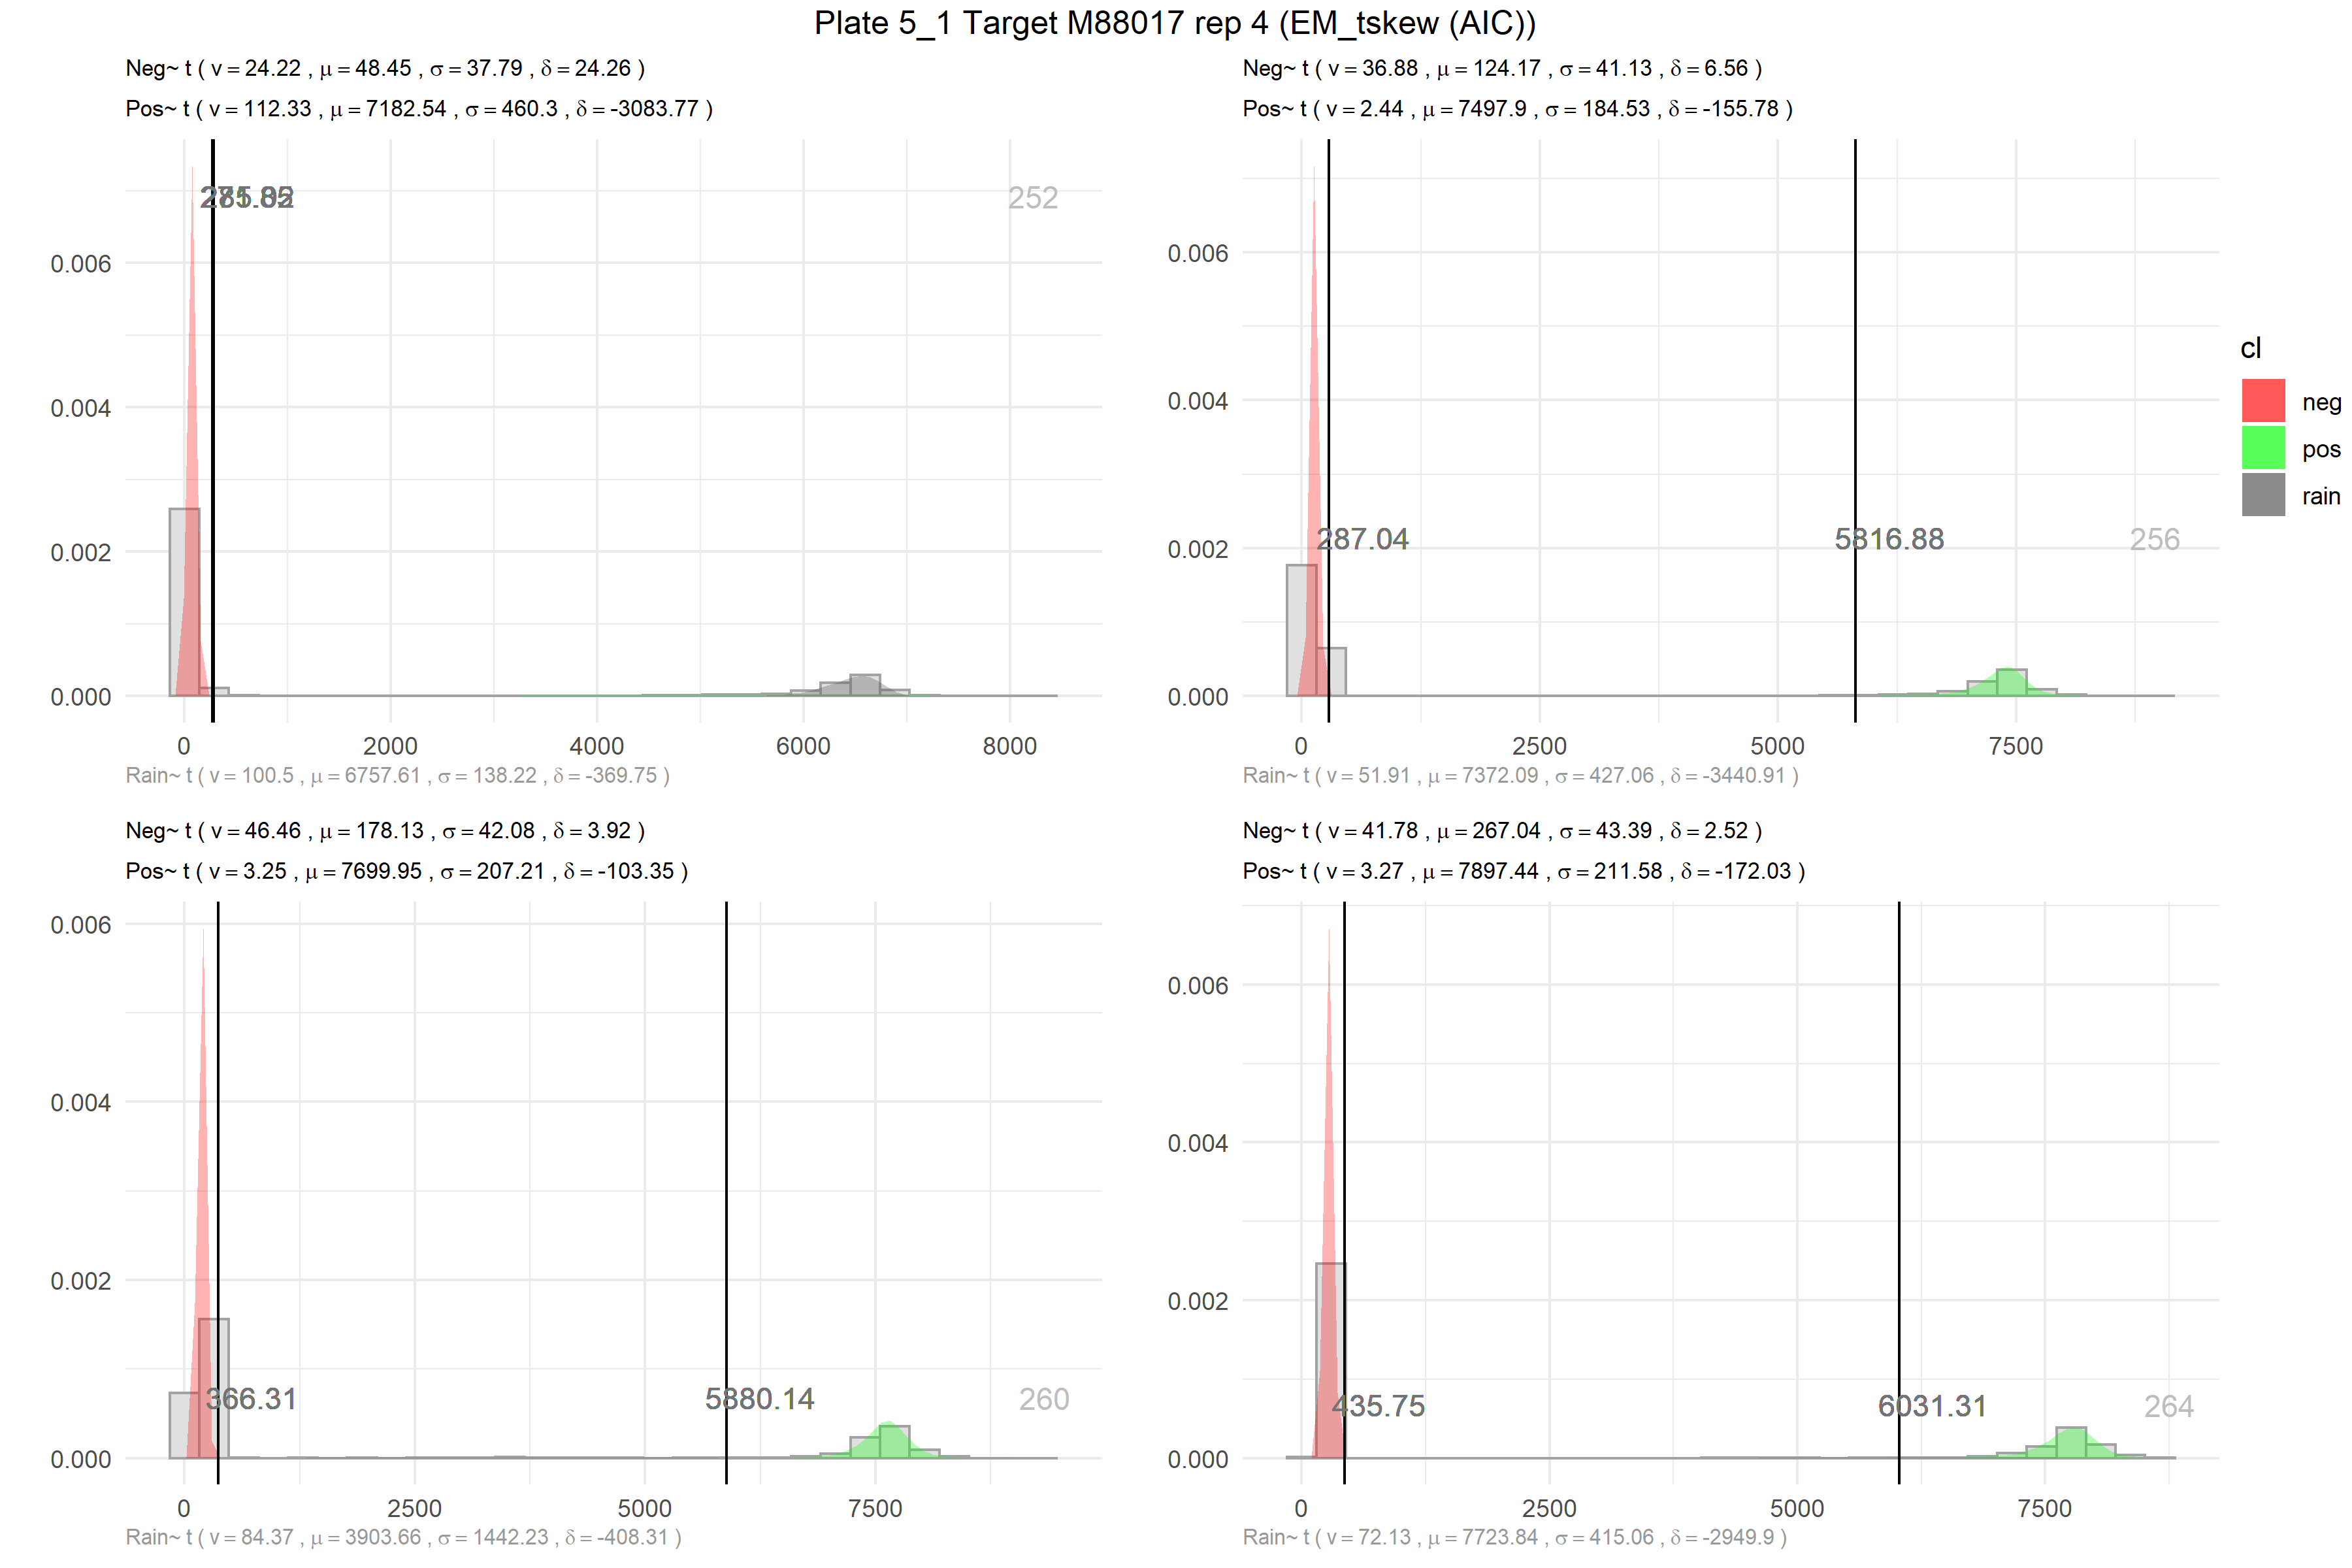 Plate 5_1 Target M88017 rep 4 (EM_tskew (AIC))
Neg~ t ( v = 24.22 , μ = 48.45 , σ = 37.79 , δ = 24.26 )
Pos~ t ( v = 112.33 , μ = 7182.54 , σ = 460.3 , δ = -3083.77 )
252
0.006
0.004
0.002
0.000
0 2000 4000 6000 8000
Rain~ t ( v = 100.5 , μ = 6757.61 , σ = 138.22 , δ = -369.75 )
Neg~ t ( v = 36.88 , μ = 124.17 , σ = 41.13 , δ = 6.56 )
Pos~ t ( v = 2.44 , μ = 7497.9 , σ = 184.53 , δ = -155.78 )
0.006
0.004
287.04 5816.88 256
0.002
0.000
0 2500 5000 7500
Rain~ t ( v = 51.91 , μ = 7372.09 , σ = 427.06 , δ = -3440.91 )
cl
neg
pos
rain
Neg~ t ( v = 46.46 , μ = 178.13 , σ = 42.08 , δ = 3.92 )
Pos~ t ( v = 3.25 , μ = 7699.95 , σ = 207.21 , δ = -103.35 )
0.006
0.004
0.002
366.31 5880.14 260
0.000
0 2500 5000 7500
Rain~ t ( v = 84.37 , μ = 3903.66 , σ = 1442.23 , δ = -408.31 )
Neg~ t ( v = 41.78 , μ = 267.04 , σ = 43.39 , δ = 2.52 )
Pos~ t ( v = 3.27 , μ = 7897.44 , σ = 211.58 , δ = -172.03 )
0.006
0.004
0.002
435.75 6031.31 264
0.000
0 2500 5000 7500
Rain~ t ( v = 72.13 , μ = 7723.84 , σ = 415.06 , δ = -2949.9 )